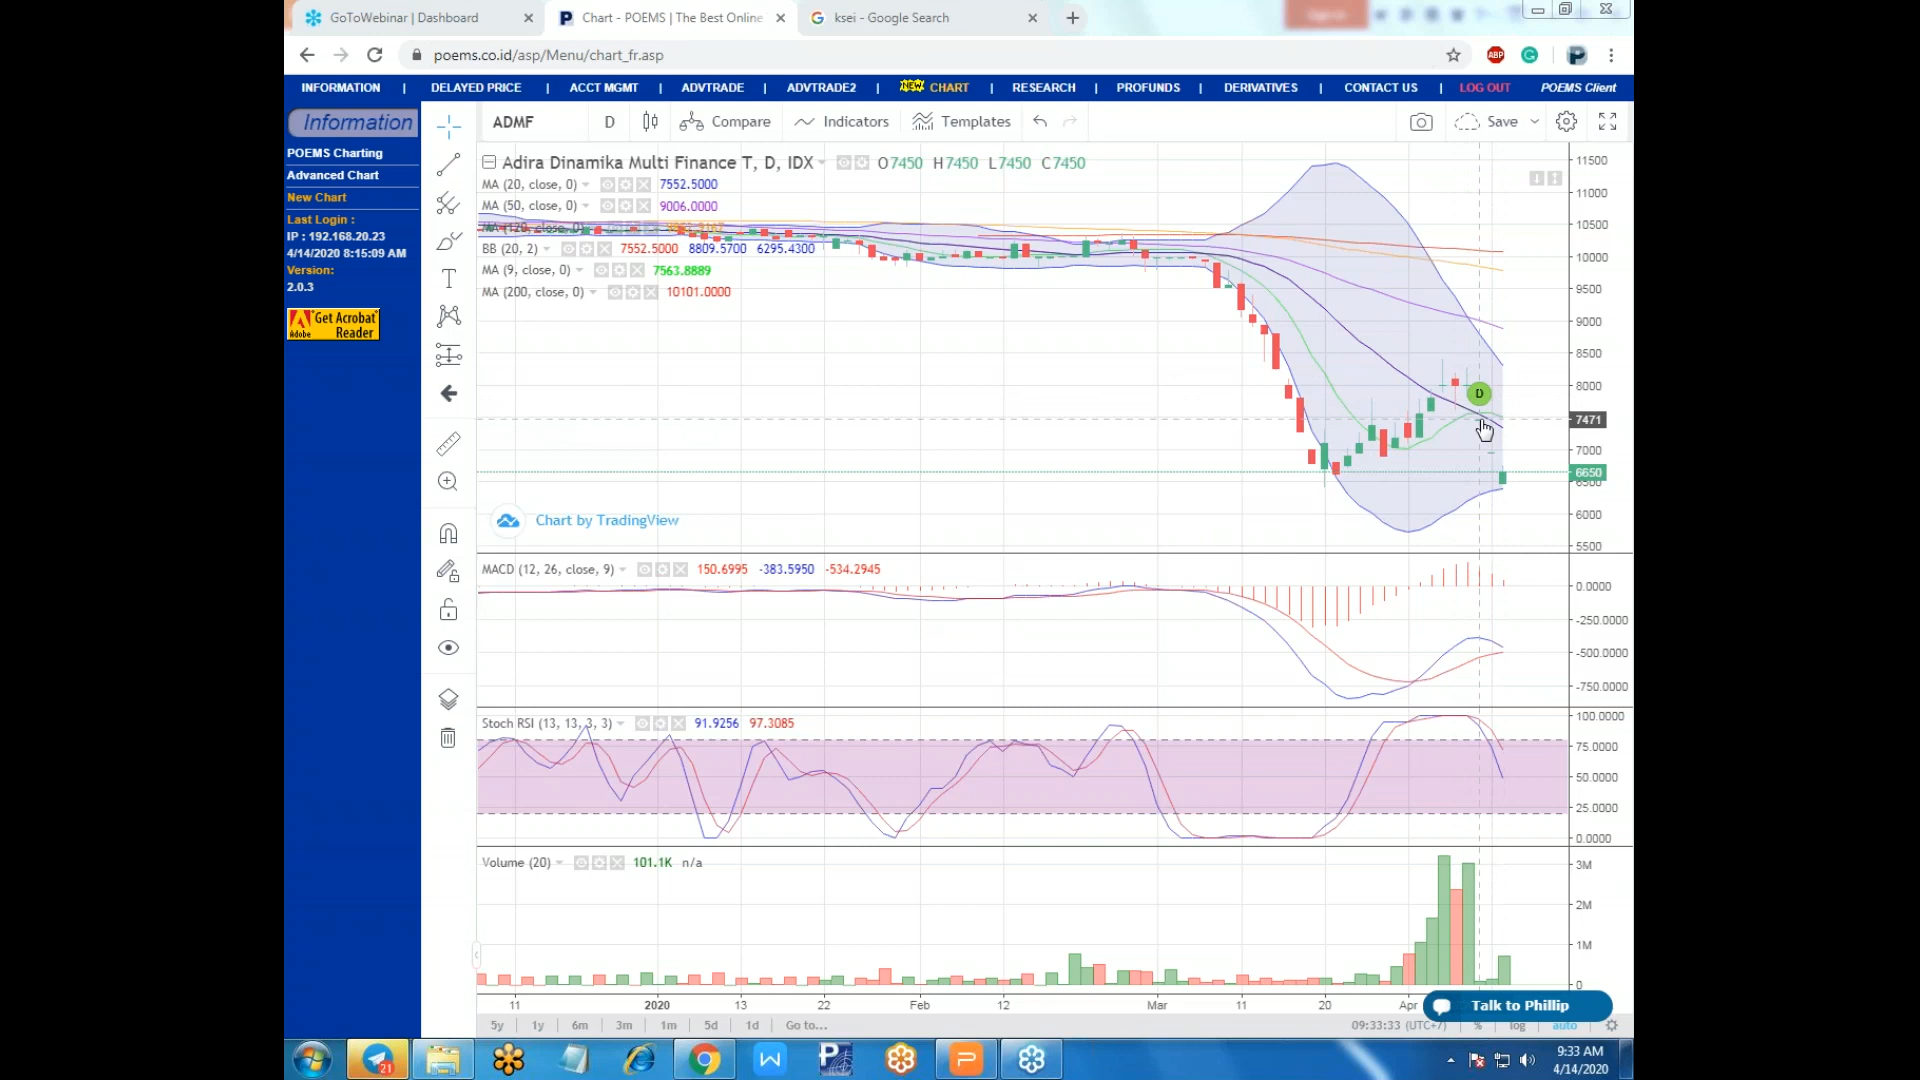 GoToWebinar | Dashboard
Chart - POEMS | The Best Online
ksei - Google Search
poems.co.id/asp/Menu/chart_fr.asp
ABP
INFORMATION | DELAYED PRICE | ACCT MGMT | ADVTRADE | ADVTRADE2 | NEW CHART | RESEARCH | PROFUNDS | DERIVATIVES | CONTACT US | LOG OUT POEMS Client
Information
POEMS Charting
Advanced Chart
New Chart
Last Login :
IP : 192.168.20.23
4/14/2020 8:15:09 AM
Version:
2.0.3
Get Acrobat
Adobe Reader
ADMF D Compare Indicators Templates Save
Adira Dinamika Multi Finance T, D, IDX O7450 H7450 L7450 C7450
MA (20, close, 0) 7552.5000
MA (50, close, 0) 9006.0000
MA (120, close, 0)
BB (20, 2) 7552.5000 8809.5700 6295.4300
MA (9, close, 0) 7563.8889
MA (200, close, 0) 10101.0000
11500
11000
10500
10000
9500
9000
8500
8000
7471
7000
6650
6500
6000
5500
D
Chart by TradingView
MACD (12, 26, close, 9) 150.6995 -383.5950 -534.2945
0.0000
-250.0000
-500.0000
-750.0000
Stoch RSI (13, 13, 3, 3) 91.9256 97.3085
100.0000
75.0000
50.0000
25.0000
0.0000
Volume (20) 101.1K n/a
3M
2M
1M
0
11 2020 13 22 Feb 12 Mar 11 20 Apr
Talk to Phillip
5y 1y 6m 3m 1m 5d 1d Go to... 09:33:33 (UTC+7) % log auto
21
9:33 AM
4/14/2020